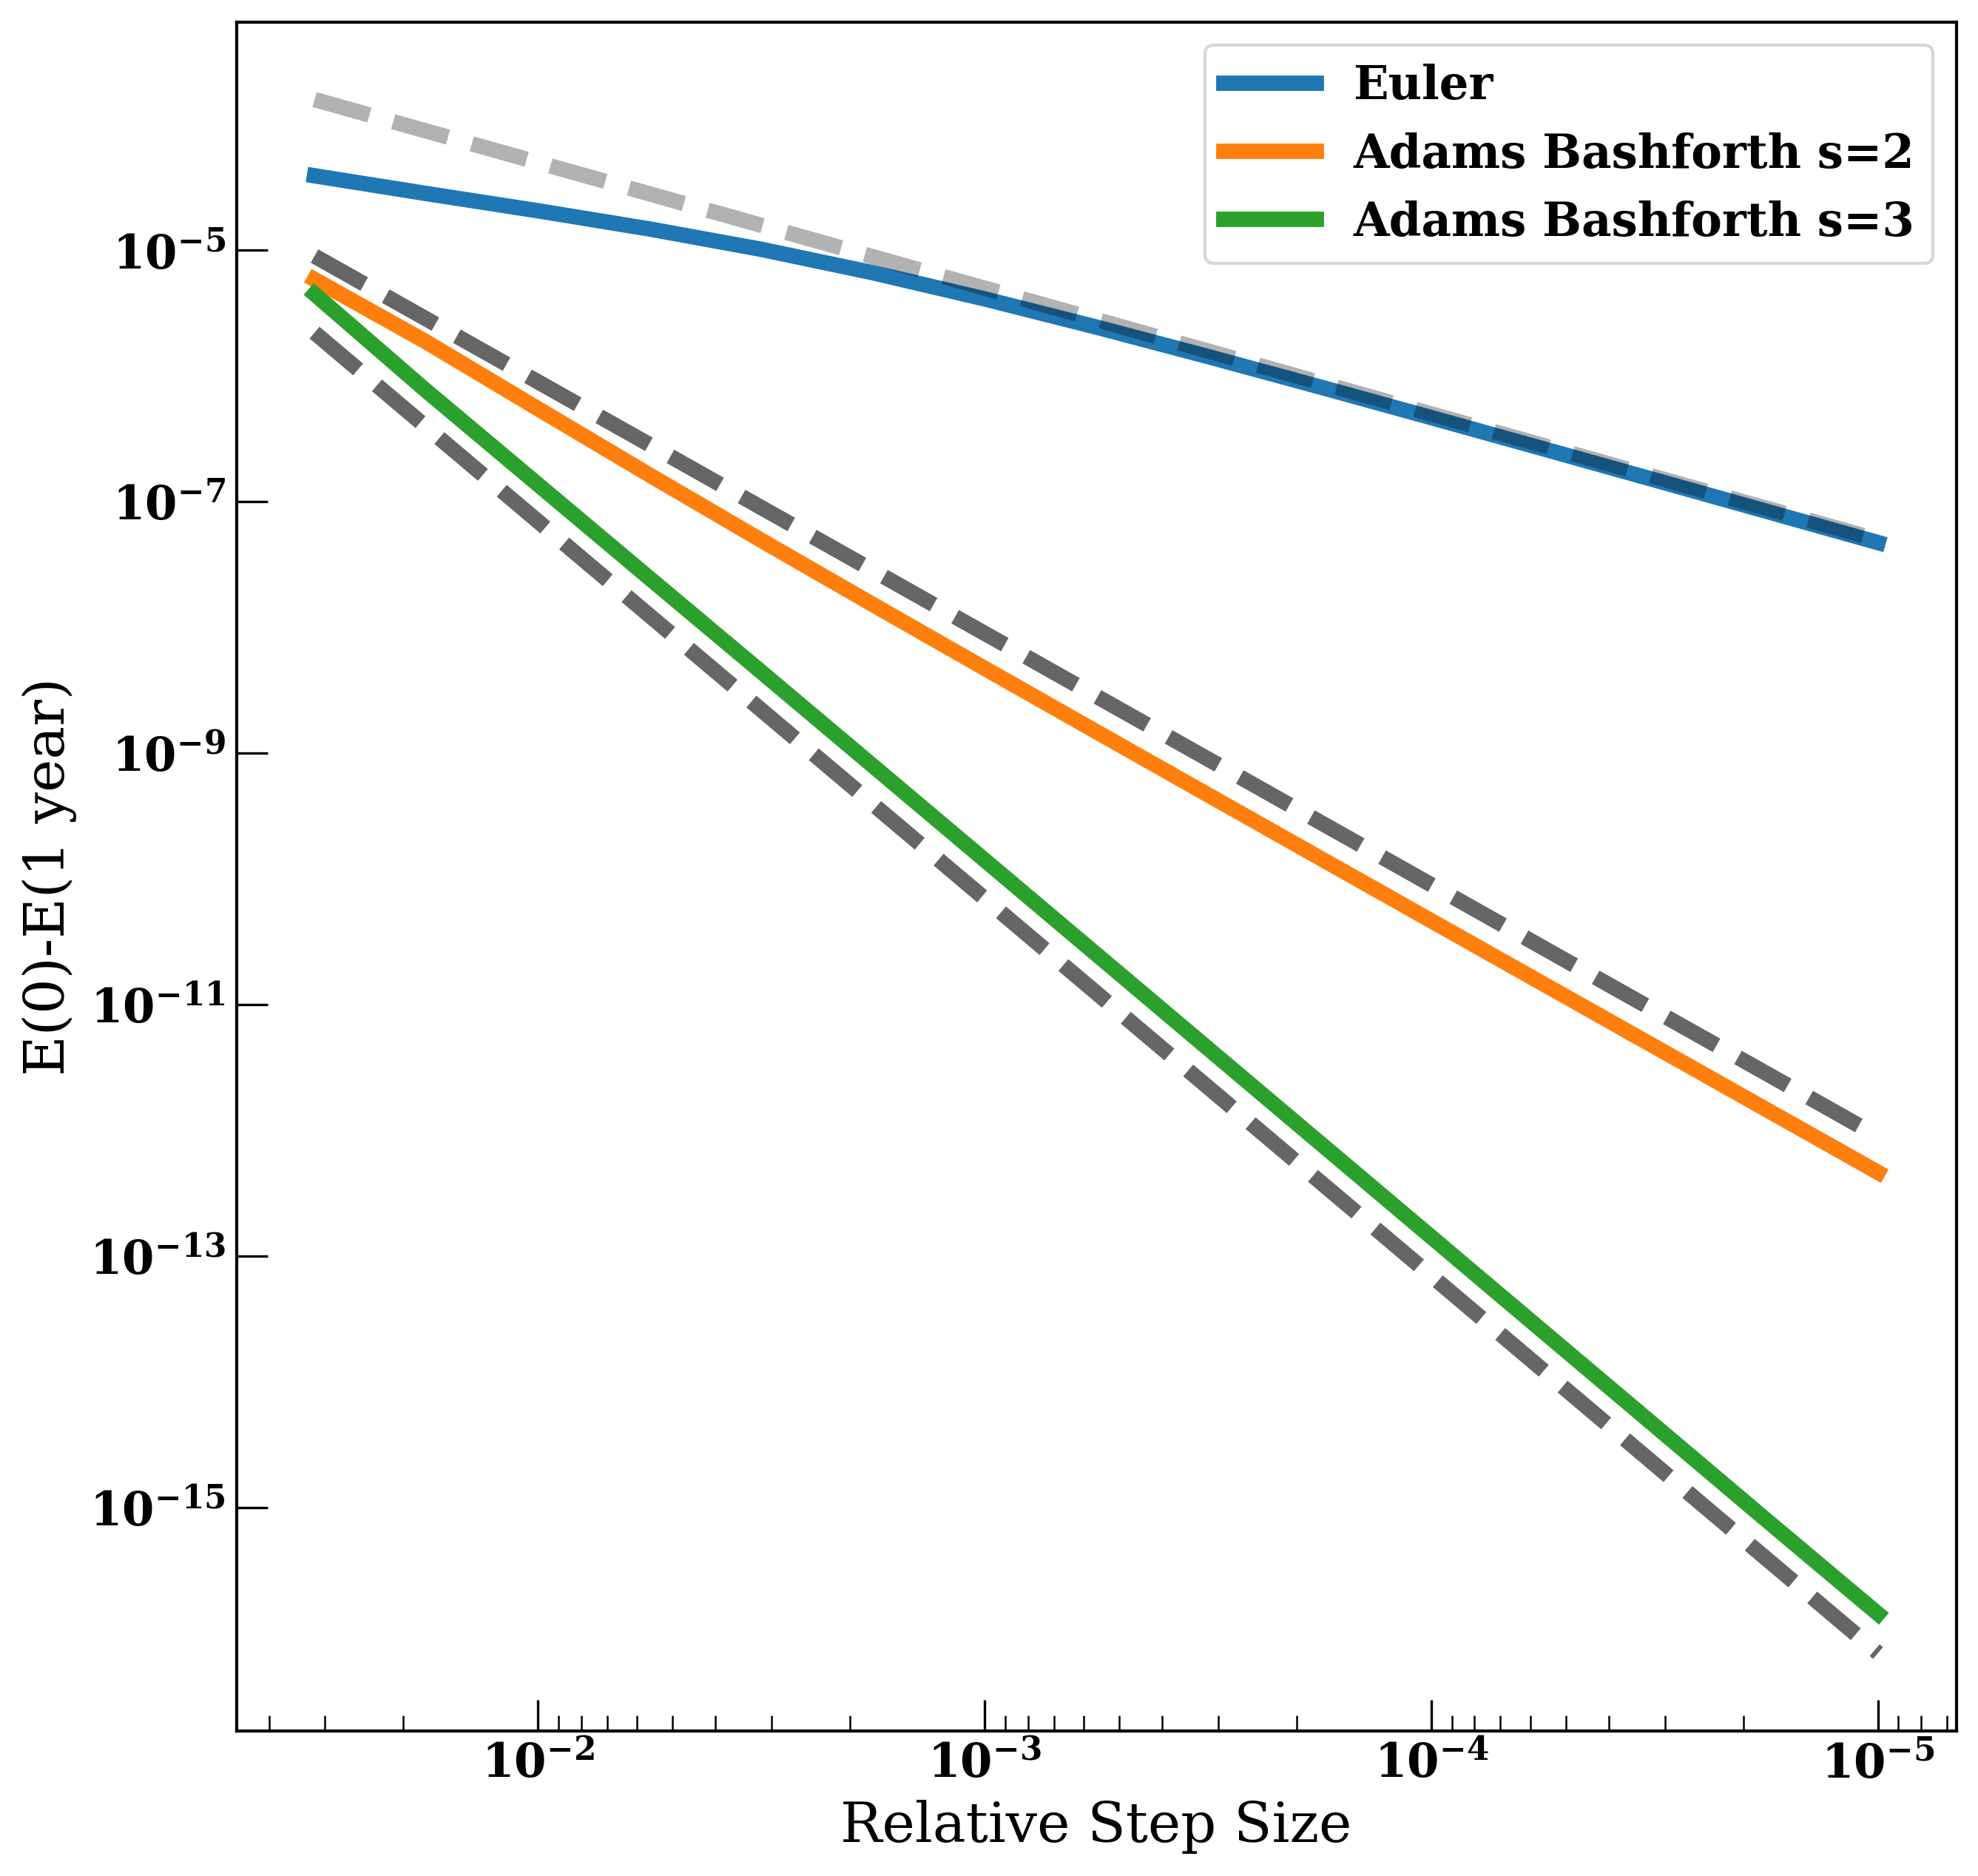 Euler
Adams Bashforth s=2
Adams Bashforth s=3
E(0)-E(1 year)
10⁻⁵
10⁻⁷
10⁻⁹
10⁻¹¹
10⁻¹³
10⁻¹⁵
10⁻² 10⁻³ 10⁻⁴ 10⁻⁵
Relative Step Size